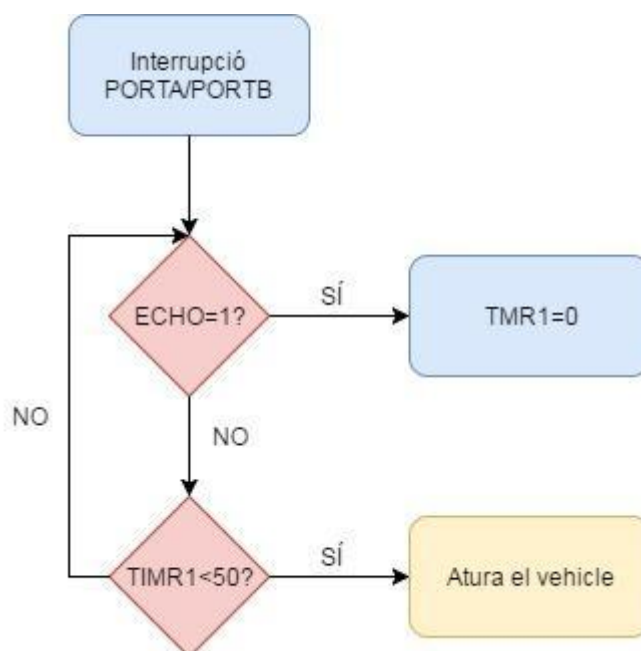 Interrupció
PORTA/PORTB
ECHO=1?
SÍ
TMR1=0
NO
NO
TIMR1<50?
SÍ
Atura el vehicle